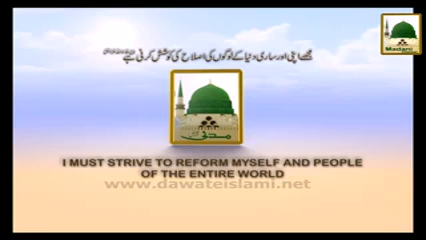 مجھے اپنی اور ساری دنیا کے لوگوں کی اصلاح کی کوشش کرنی ہے
Madani
مدنی
I MUST STRIVE TO REFORM MYSELF AND PEOPLE
OF THE ENTIRE WORLD
www.dawateislami.net